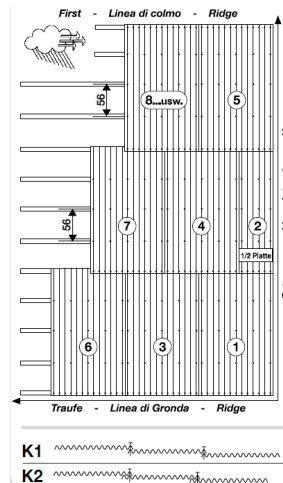 First - Linea di colmo - Ridge
56
8...usw.
5
56
7
4
2
1/2 Platte
6
3
1
Traufe - Linea di Gronda - Ridge
K1
K2